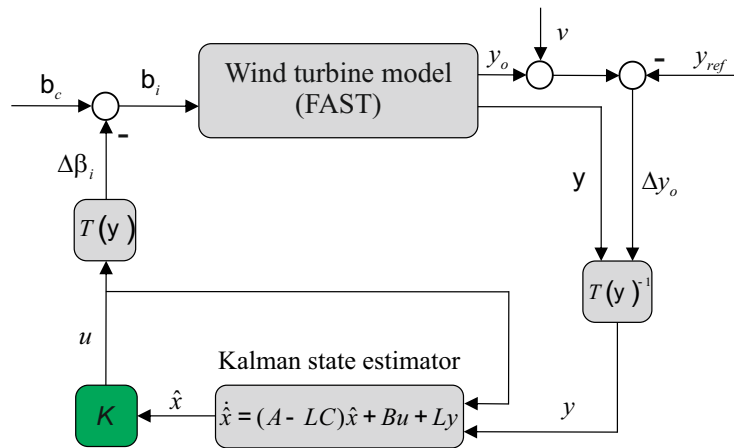 v
y_o
-
y_ref
Wind turbine model
(FAST)
b_c
b_i
-
Δβ_i
y
Δy_o
T(y)
T(y)^-1
u
Kalman state estimator
K
x̂
x̂̇ = (A - LC)x̂ + Bu + Ly
y